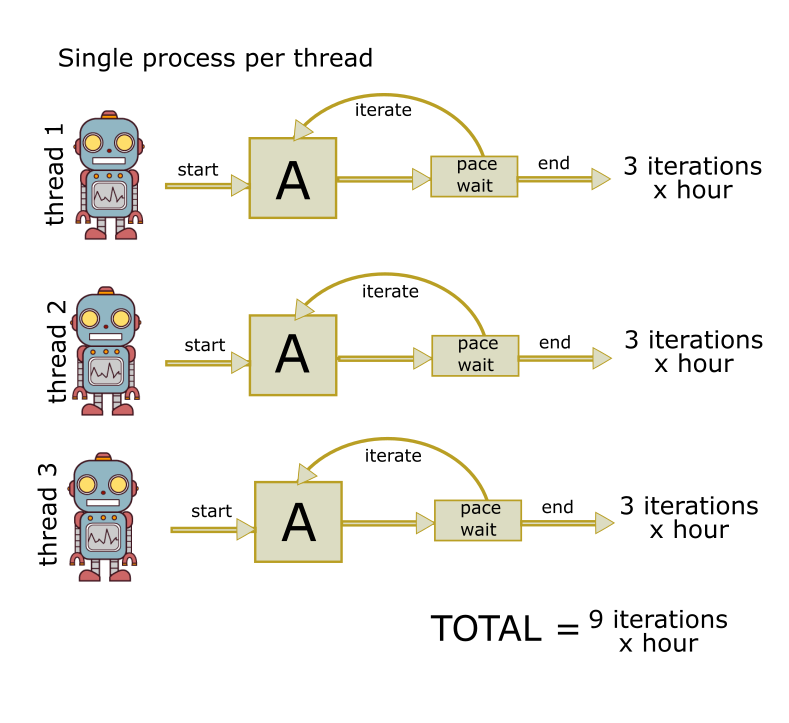 Single process per thread
thread 1
start
A
iterate
pace
wait
end
3 iterations
x hour
thread 2
start
A
iterate
pace
wait
end
3 iterations
x hour
thread 3
start
A
iterate
pace
wait
end
3 iterations
x hour
TOTAL = 9 iterations
x hour